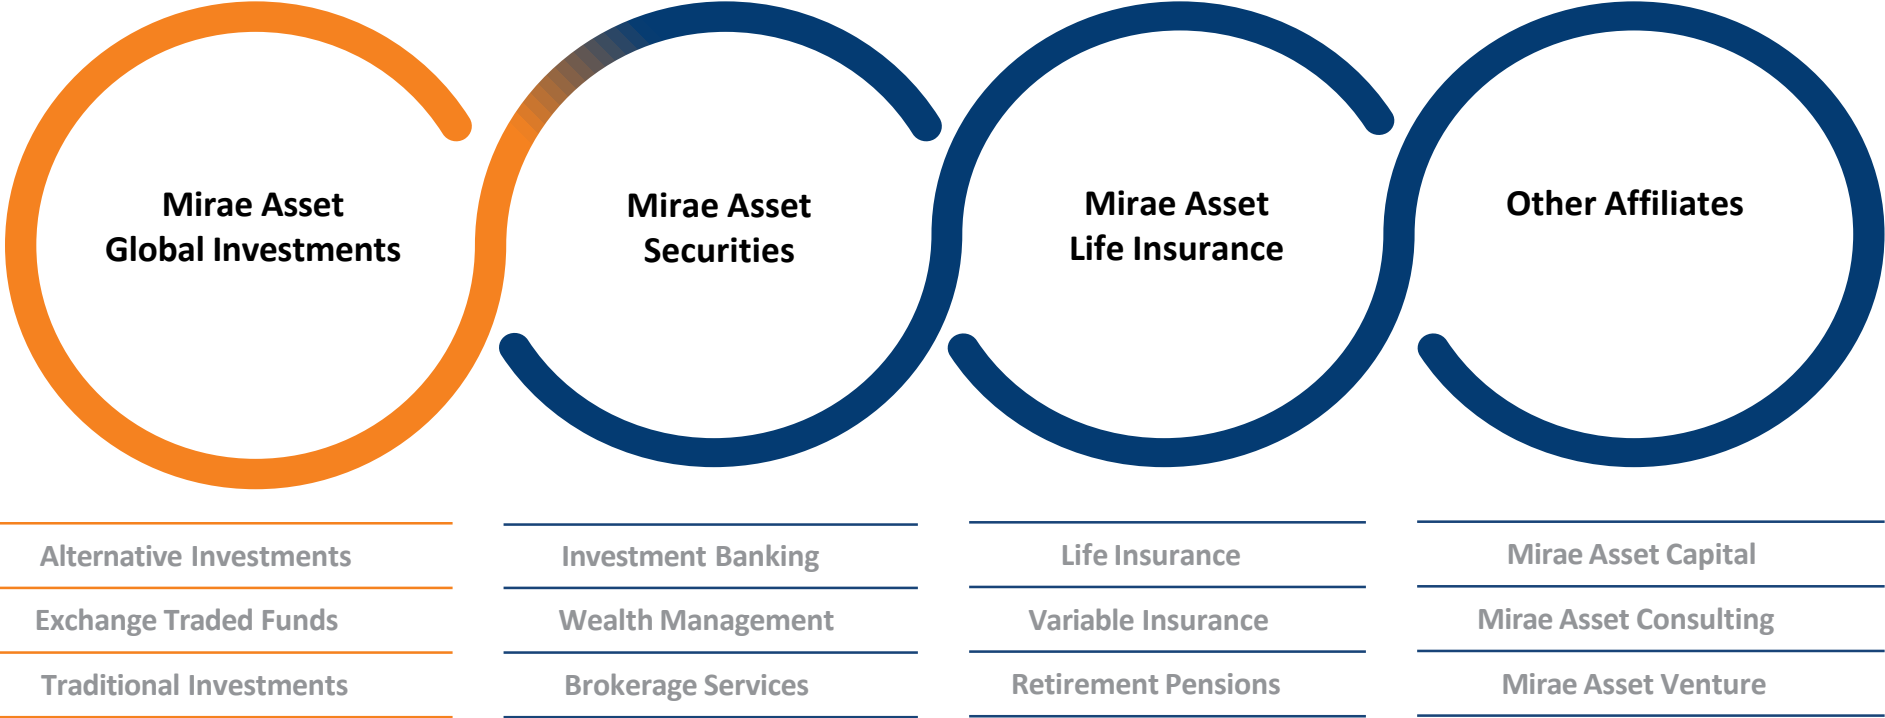 Mirae Asset
Global Investments
Mirae Asset
Securities
Mirae Asset
Life Insurance
Other Affiliates
Alternative Investments
Exchange Traded Funds
Traditional Investments
Investment Banking
Wealth Management
Brokerage Services
Life Insurance
Variable Insurance
Retirement Pensions
Mirae Asset Capital
Mirae Asset Consulting
Mirae Asset Venture